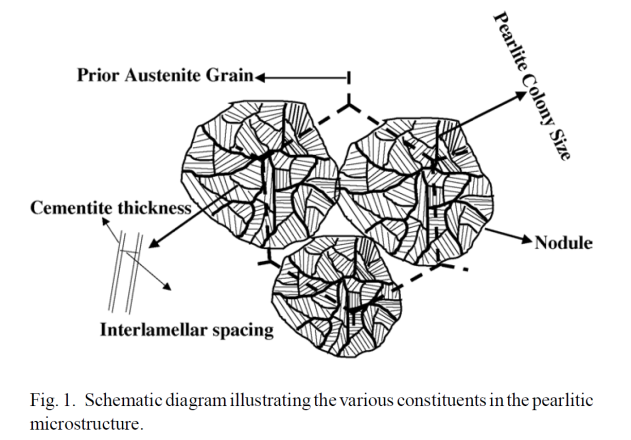 Pearlite Colony Size
Prior Austenite Grain
Cementite thickness
Nodule
Interlamellar spacing
Fig. 1. Schematic diagram illustrating the various constituents in the pearlitic
microstructure.